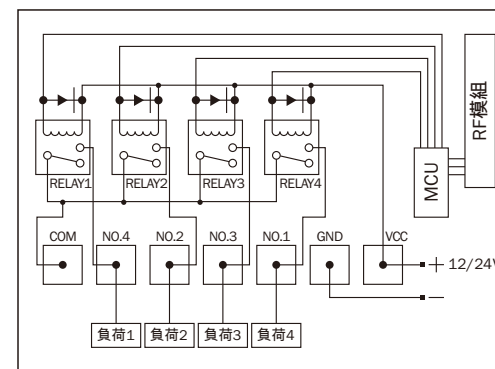 RF模組
MCU
RELAY1 RELAY2 RELAY3 RELAY4
COM NO.4 NO.2 NO.3 NO.1 GND VCC
+ 12/24V
−
負荷1 負荷2 負荷3 負荷4